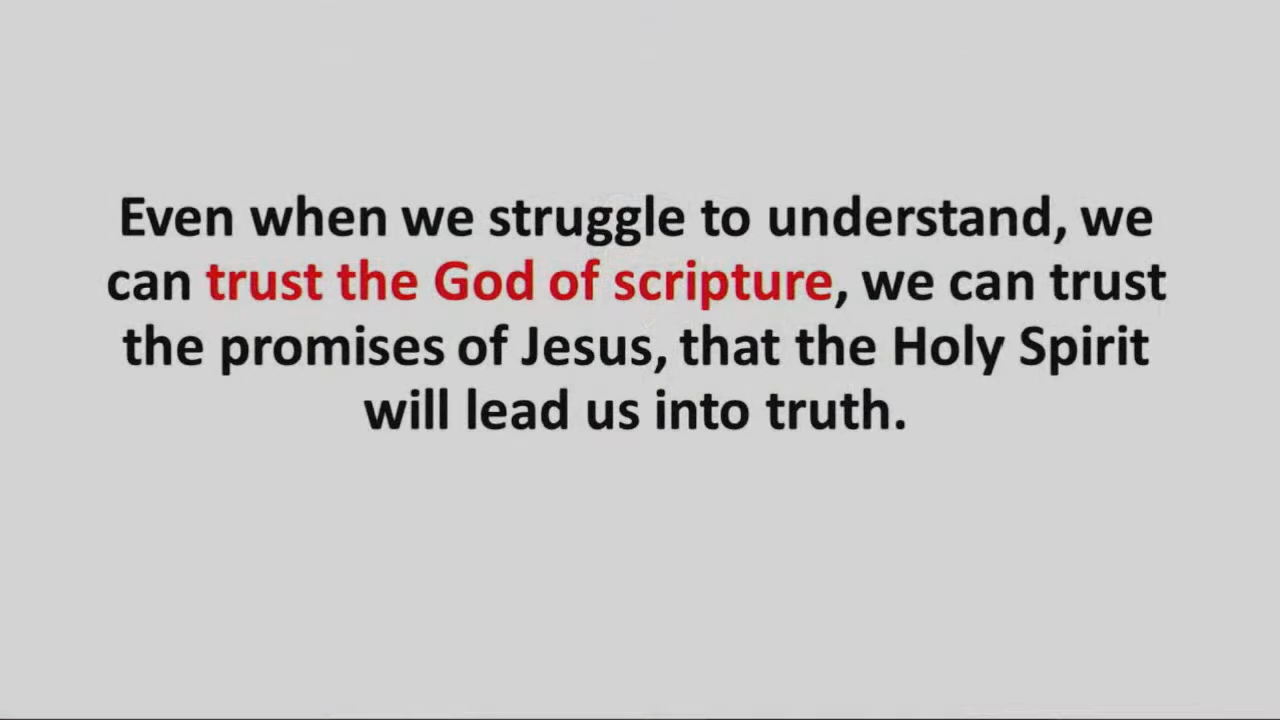 Even when we struggle to understand, we
can trust the God of scripture, we can trust
the promises of Jesus, that the Holy Spirit
will lead us into truth.